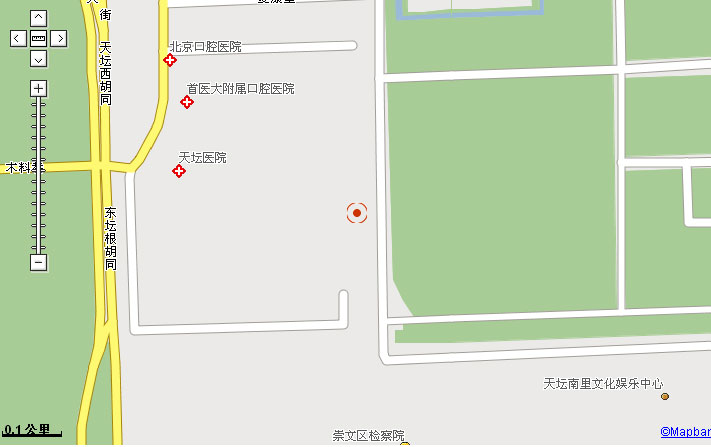 街
天坛西胡同
北京口腔医院
首医大附属口腔医院
天坛医院
东坛根胡同
天坛南里文化娱乐中心
崇文区检察院
0.1 公里
©Mapbar